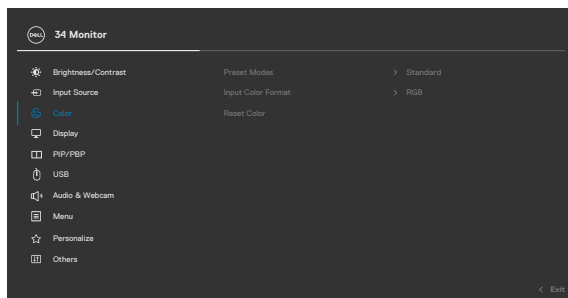 DELL 34 Monitor
Brightness/Contrast Preset Modes > Standard
Input Source Input Color Format > RGB
Color Reset Color
Display
PIP/PBP
USB
Audio & Webcam
Menu
Personalize
Others
< Exit